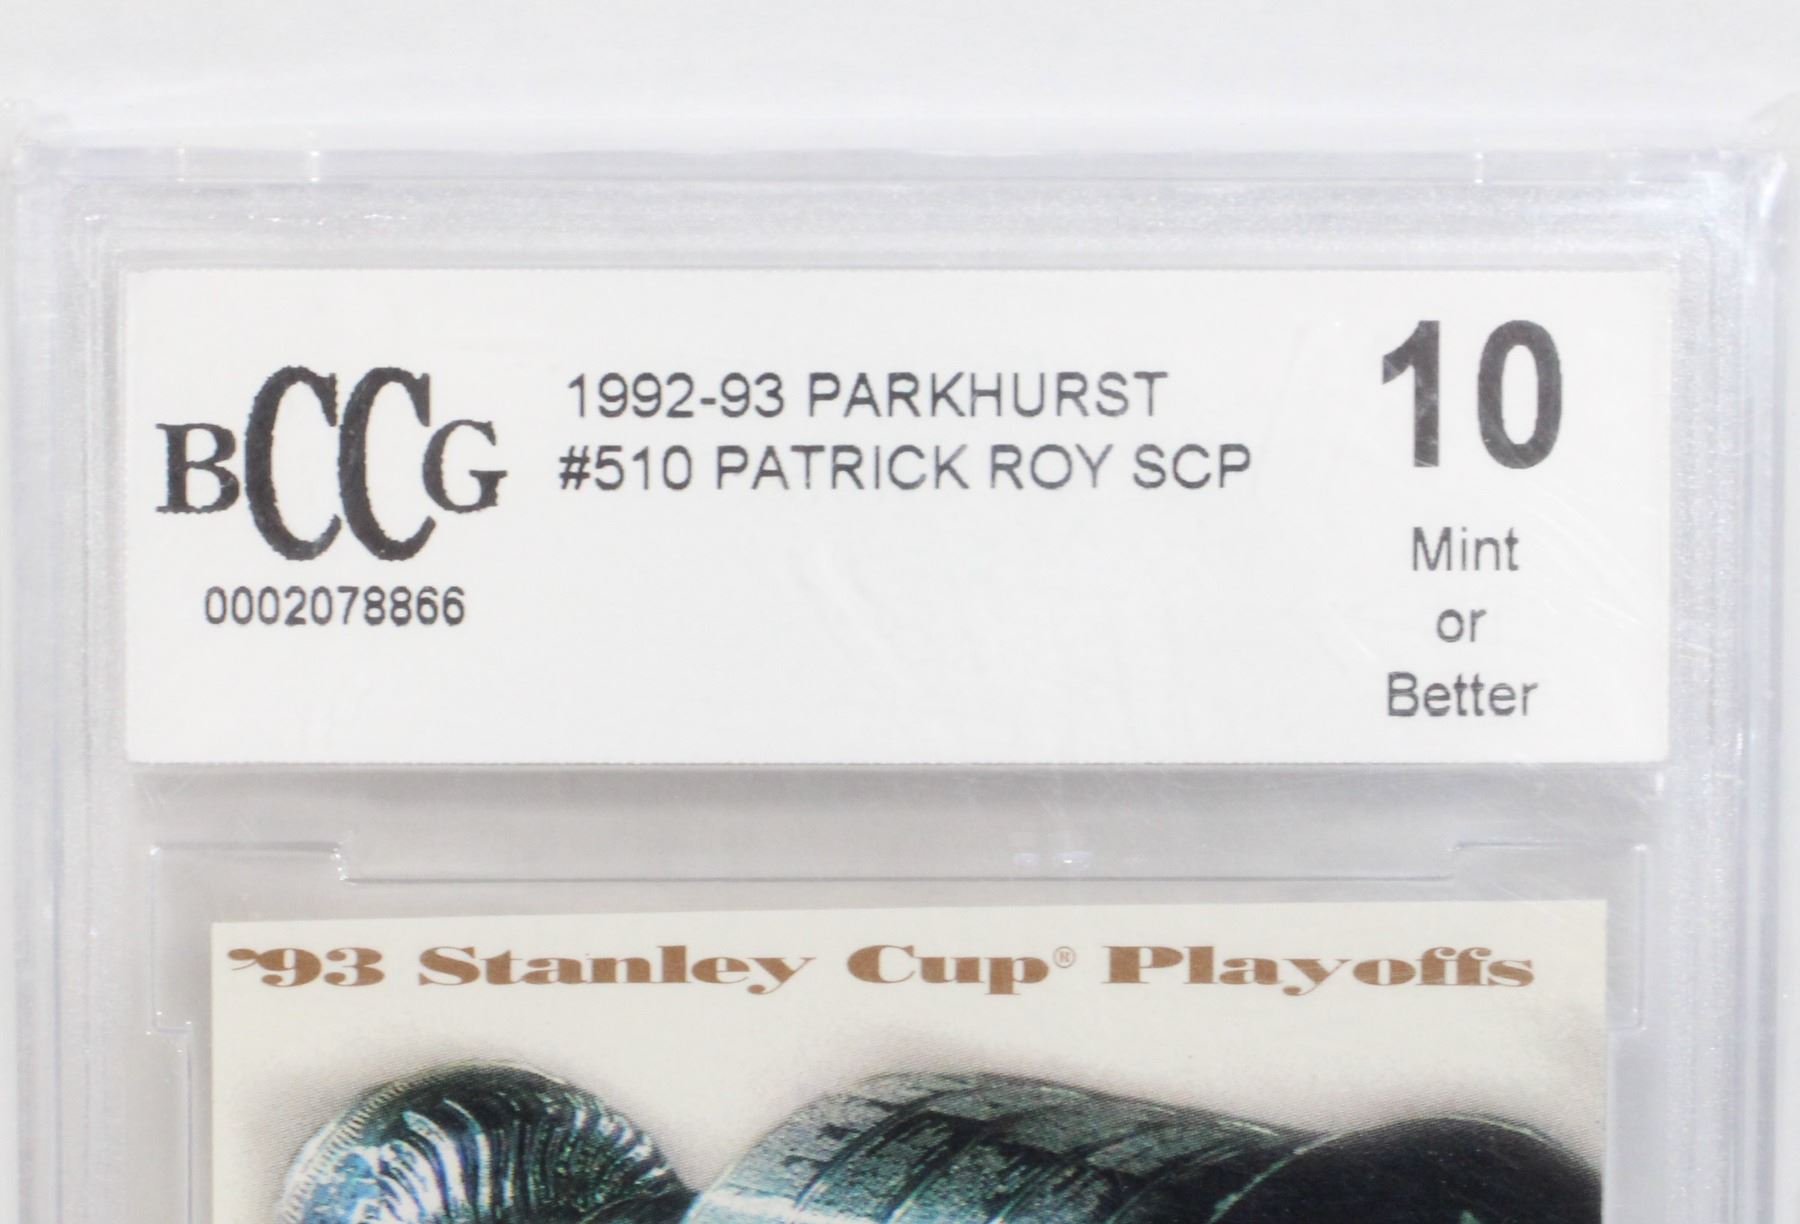 BCCG
0002078866
1992-93 PARKHURST
#510 PATRICK ROY SCP
10
Mint
or
Better
'93 Stanley Cup® Playoffs